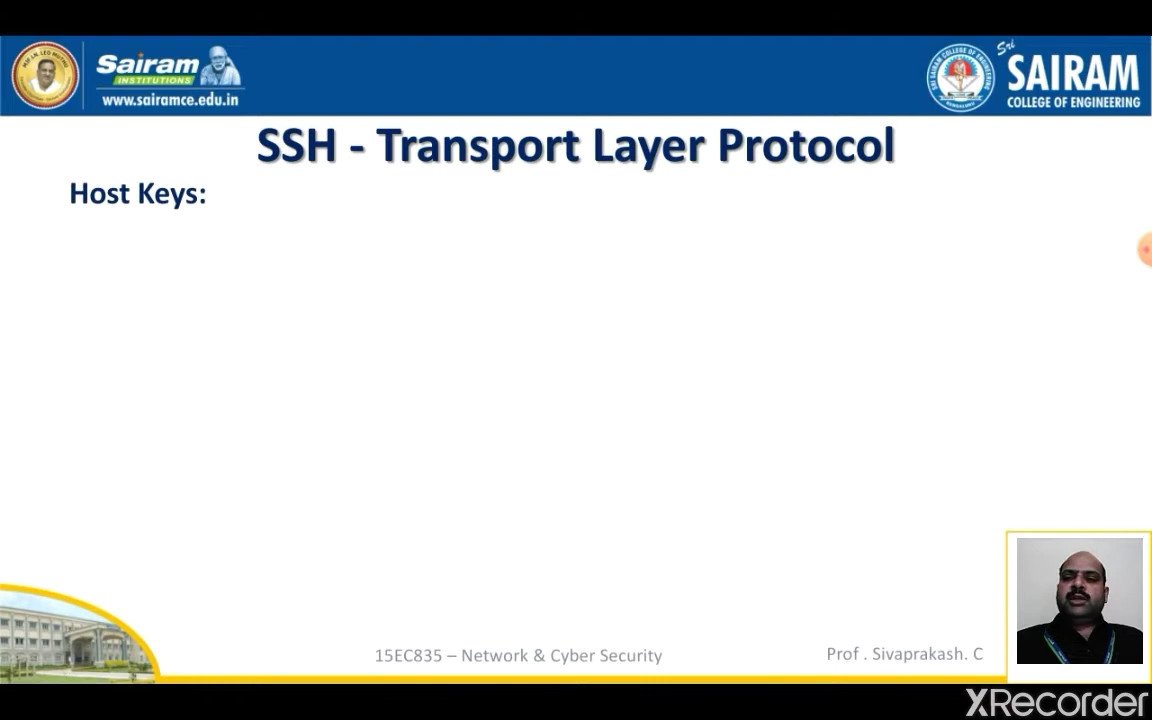 Sairam
INSTITUTIONS
www.sairamce.edu.in
Sri
SAIRAM
COLLEGE OF ENGINEERING
SSH - Transport Layer Protocol
Host Keys:
15EC835 – Network & Cyber Security
Prof . Sivaprakash. C
XRecorder